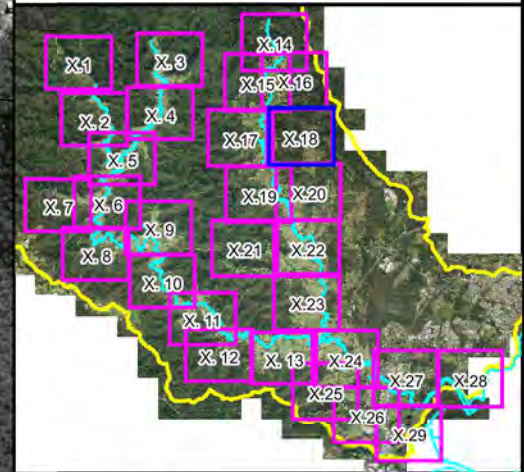 X.14
X.1
X. 3
X.15
X.16
X. 2
X. 4
X.17
X.18
X. 5
X. 7
X. 6
X.19
X.20
X. 9
X. 8
X.21
X.22
X. 10
X.23
X. 11
X. 12
X. 13
X.24
X.27
X.28
X.25
X.26
X.29